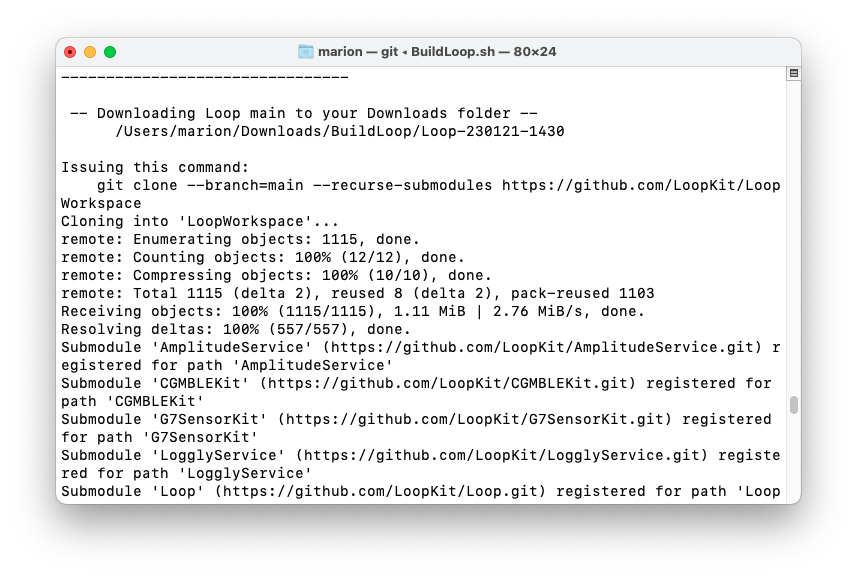 marion — git ◂ BuildLoop.sh — 80×24
--------------------------------
-- Downloading Loop main to your Downloads folder --
/Users/marion/Downloads/BuildLoop/Loop-230121-1430
Issuing this command:
git clone --branch=main --recurse-submodules https://github.com/LoopKit/Loop
Workspace
Cloning into 'LoopWorkspace'...
remote: Enumerating objects: 1115, done.
remote: Counting objects: 100% (12/12), done.
remote: Compressing objects: 100% (10/10), done.
remote: Total 1115 (delta 2), reused 8 (delta 2), pack-reused 1103
Receiving objects: 100% (1115/1115), 1.11 MiB | 2.76 MiB/s, done.
Resolving deltas: 100% (557/557), done.
Submodule 'AmplitudeService' (https://github.com/LoopKit/AmplitudeService.git) r
egistered for path 'AmplitudeService'
Submodule 'CGMBLEKit' (https://github.com/LoopKit/CGMBLEKit.git) registered for
path 'CGMBLEKit'
Submodule 'G7SensorKit' (https://github.com/LoopKit/G7SensorKit.git) registered
for path 'G7SensorKit'
Submodule 'LogglyService' (https://github.com/LoopKit/LogglyService.git) registe
red for path 'LogglyService'
Submodule 'Loop' (https://github.com/LoopKit/Loop.git) registered for path 'Loop